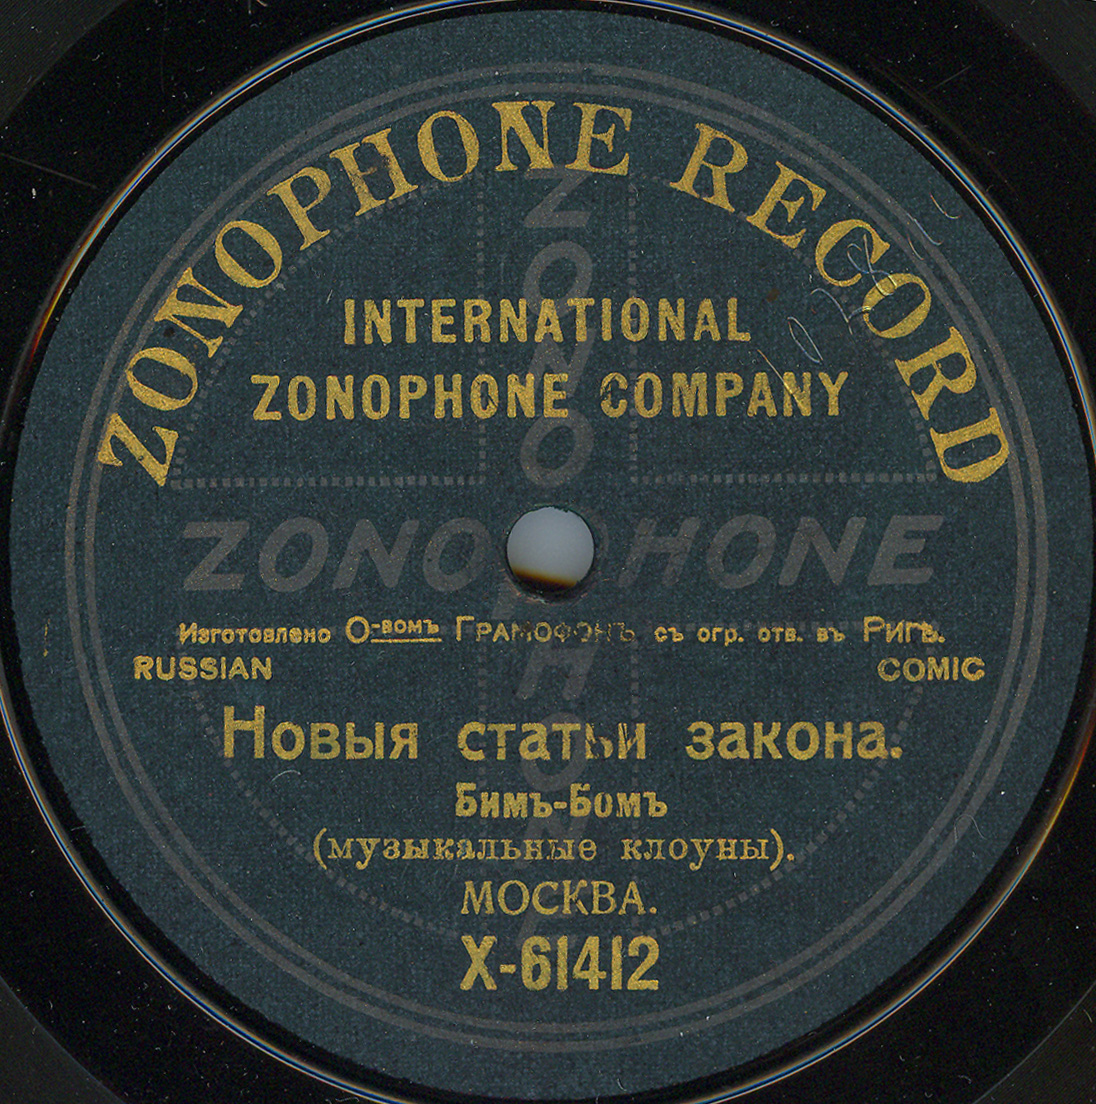 ZONOPHONE RECORD
INTERNATIONAL
ZONOPHONE COMPANY
ZONOPHONE
ZONOPHONE
Изготовлено О-вомъ Грамофонъ съ огр. отв. въ Ригѣ.
RUSSIAN COMIC
Новыя статьи закона.
Бимъ-Бомъ
(музыкальные клоуны).
МОСКВА.
X-61412